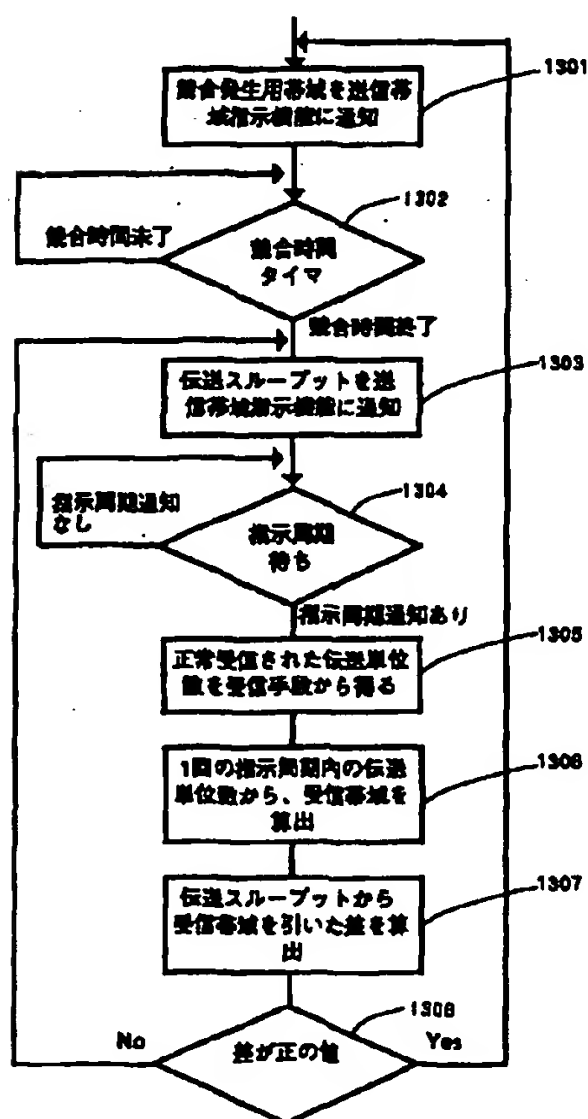 1301
競合発生用帯域を送信帯
域指示機能に通知
1302
競合時間未了
競合時間
タイマ
競合時間終了
1303
伝送スループットを送
信帯域指示機能に通知
1304
指示周期通知
なし
指示周期
待ち
指示周期通知あり
1305
正常受信された伝送単位
数を受信手段から得る
1306
1回の指示周期内の伝送
単位数から、受信帯域を
算出
1307
伝送スループットから
受信帯域を引いた差を算
出
1308
No
差が正の値
Yes